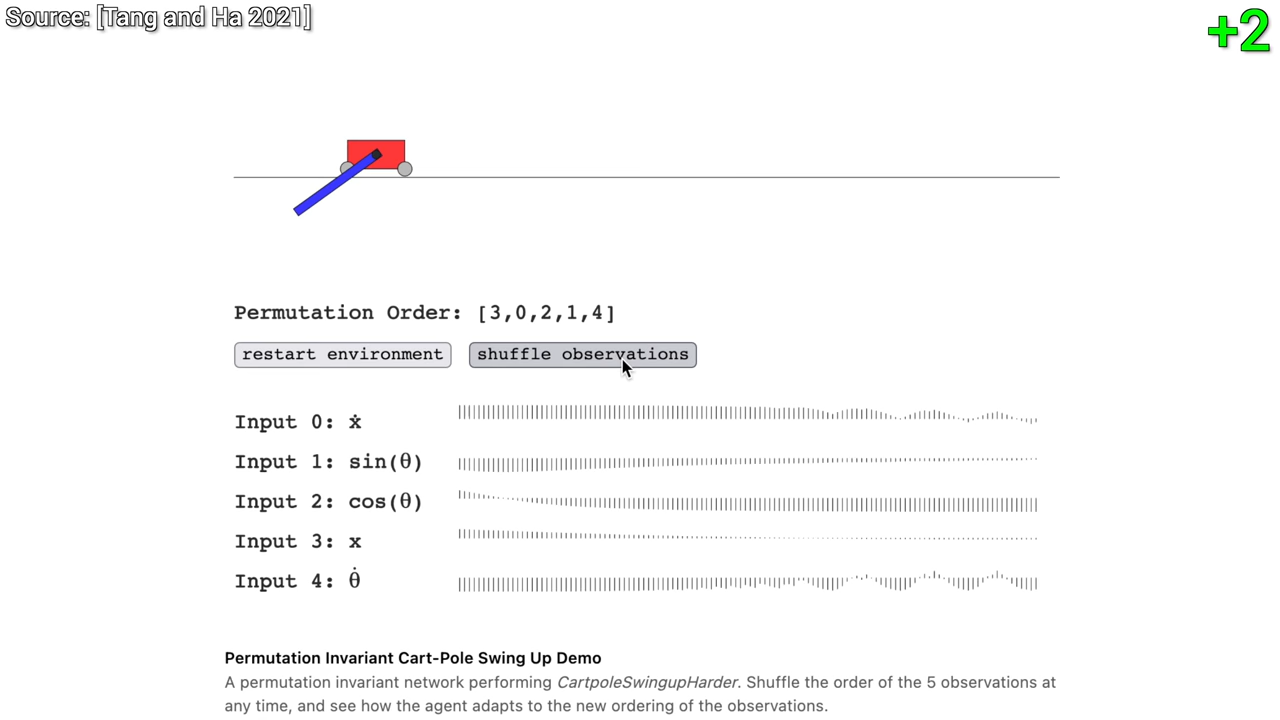 Source: [Tang and Ha 2021]
+2
Permutation Order: [3,0,2,1,4]
restart environment
shuffle observations
Input 0: ẋ
Input 1: sin(θ)
Input 2: cos(θ)
Input 3: x
Input 4: θ̇
Permutation Invariant Cart-Pole Swing Up Demo
A permutation invariant network performing CartpoleSwingupHarder. Shuffle the order of the 5 observations at
any time, and see how the agent adapts to the new ordering of the observations.